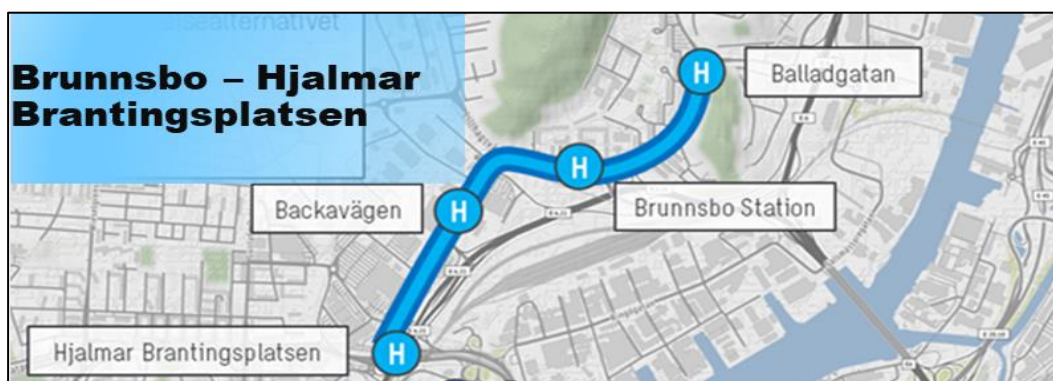 Brunnsbo – Hjalmar
Brantingsplatsen
H
Balladgatan
H
Backavägen
H
Brunnsbo Station
Hjalmar Brantingsplatsen
H